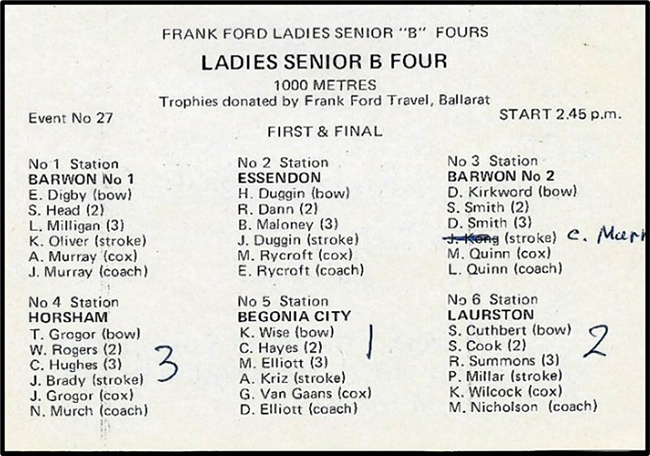 FRANK FORD LADIES SENIOR "B" FOURS
LADIES SENIOR B FOUR
1000 METRES
Trophies donated by Frank Ford Travel, Ballarat
Event No 27
START 2.45 p.m.
FIRST & FINAL
No 1 Station
BARWON No 1
E. Digby (bow)
S. Head (2)
L. Milligan (3)
K. Oliver (stroke)
A. Murray (cox)
J. Murray (coach)
No 2 Station
ESSENDON
H. Duggin (bow)
R. Dann (2)
B. Maloney (3)
J. Duggin (stroke)
M. Rycroft (cox)
E. Rycroft (coach)
No 3 Station
BARWON No 2
D. Kirkword (bow)
S. Smith (2)
D. Smith (3)
J. Kong (stroke) C. Marr
M. Quinn (cox)
L. Quinn (coach)
No 4 Station
HORSHAM
T. Grogor (bow)
W. Rogers (2)
C. Hughes (3)
J. Brady (stroke)
J. Grogor (cox)
N. Murch (coach)
3
No 5 Station
BEGONIA CITY
K. Wise (bow)
C. Hayes (2)
M. Elliott (3)
A. Kriz (stroke)
G. Van Gaans (cox)
D. Elliott (coach)
1
No 6 Station
LAURSTON
S. Cuthbert (bow)
S. Cook (2)
R. Summons (3)
P. Millar (stroke)
K. Wilcock (cox)
M. Nicholson (coach)
2